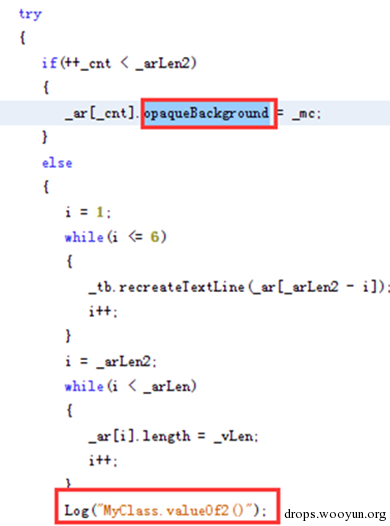 try
{
if(++_cnt < _arLen2)
{
_ar[_cnt].opaqueBackground = _mc;
}
else
{
i = 1;
while(i <= 6)
{
_tb.recreateTextLine(_ar[_arLen2 - i]);
i++;
}
i = _arLen2;
while(i < _arLen)
{
_ar[i].length = _vLen;
i++;
}
Log("MyClass.valueOf2()");
drops.wooyun.org